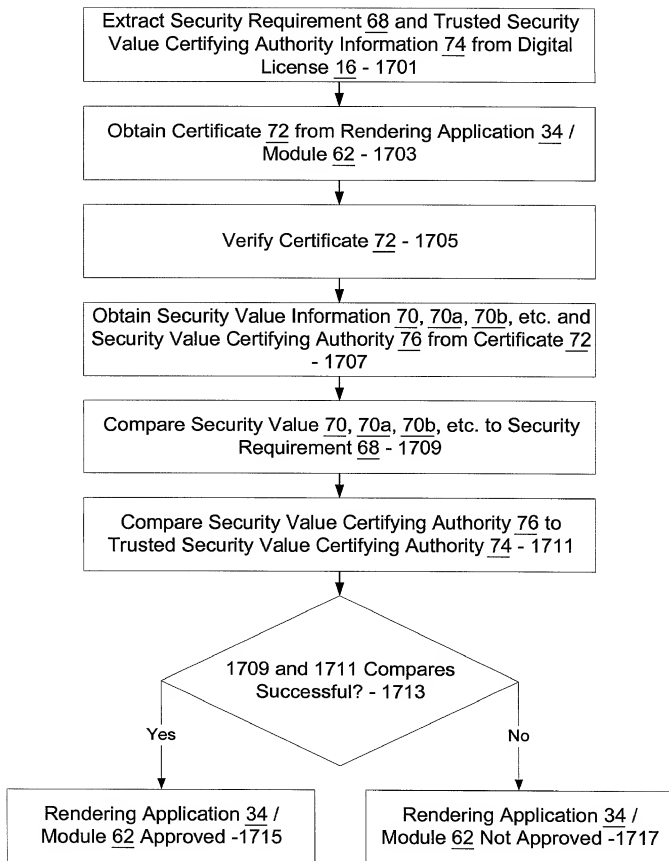 Extract Security Requirement 68 and Trusted Security
Value Certifying Authority Information 74 from Digital
License 16 - 1701
Obtain Certificate 72 from Rendering Application 34 /
Module 62 - 1703
Verify Certificate 72 - 1705
Obtain Security Value Information 70, 70a, 70b, etc. and
Security Value Certifying Authority 76 from Certificate 72
- 1707
Compare Security Value 70, 70a, 70b, etc. to Security
Requirement 68 - 1709
Compare Security Value Certifying Authority 76 to
Trusted Security Value Certifying Authority 74 - 1711
1709 and 1711 Compares
Successful? - 1713
Yes
No
Rendering Application 34 /
Module 62 Approved -1715
Rendering Application 34 /
Module 62 Not Approved -1717